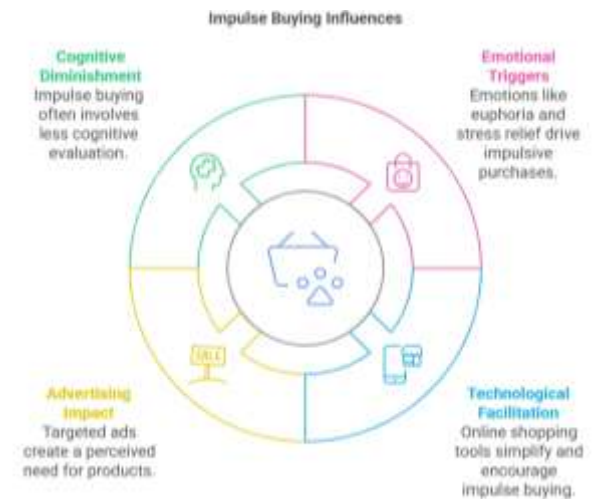 Impulse Buying Influences
Cognitive
Diminishment
Impulse buying
often involves
less cognitive
evaluation.
Emotional
Triggers
Emotions like
euphoria and
stress relief drive
impulsive
purchases.
SALE
Advertising
Impact
Targeted ads
create a perceived
need for products.
Technological
Facilitation
Online shopping
tools simplify and
encourage
impulse buying.